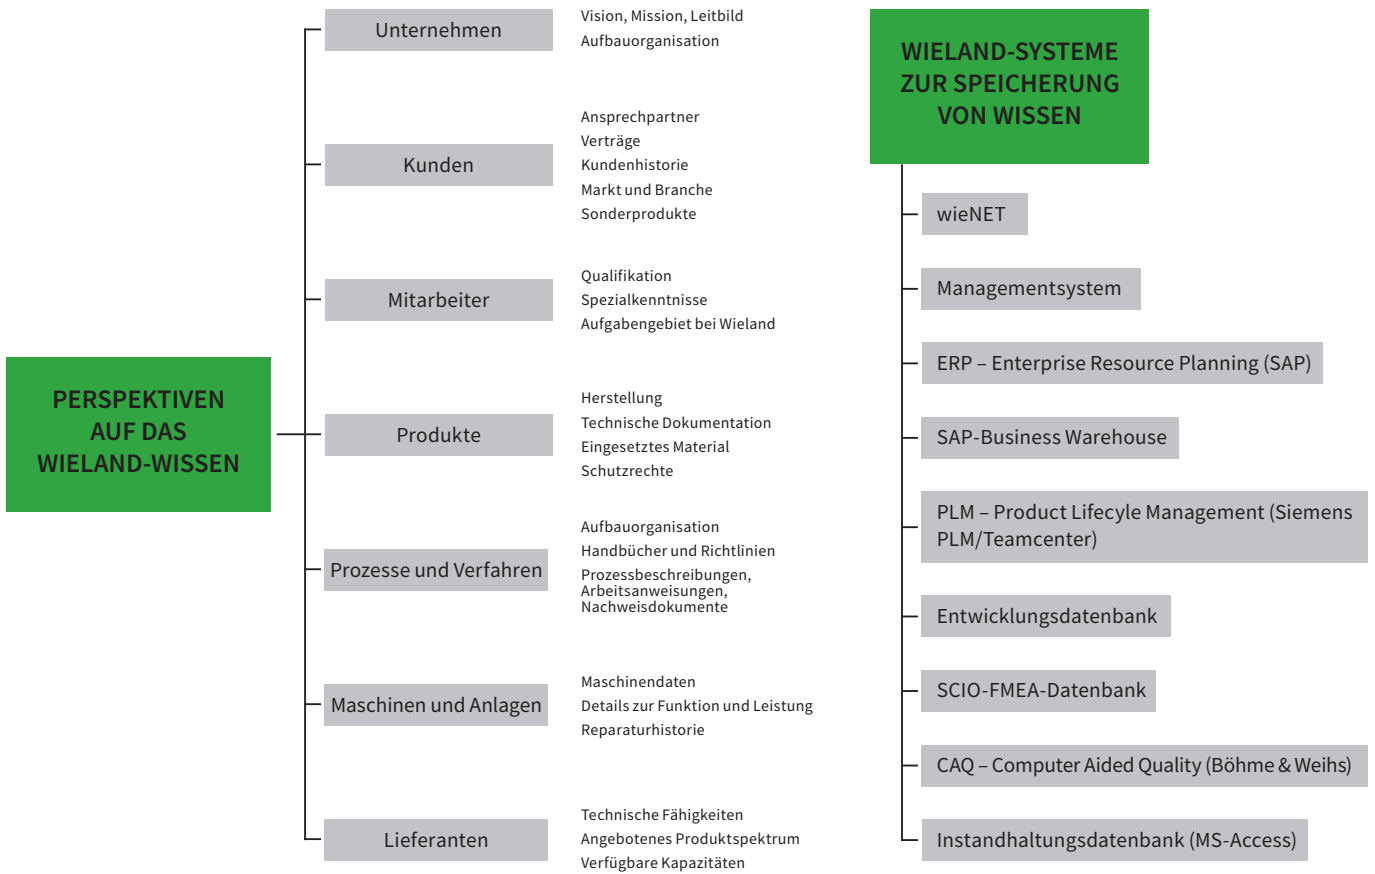 PERSPEKTIVEN
AUF DAS
WIELAND-WISSEN
Unternehmen
Vision, Mission, Leitbild
Aufbauorganisation
Kunden
Ansprechpartner
Verträge
Kundenhistorie
Markt und Branche
Sonderprodukte
Mitarbeiter
Qualifikation
Spezialkenntnisse
Aufgabengebiet bei Wieland
Produkte
Herstellung
Technische Dokumentation
Eingesetztes Material
Schutzrechte
Prozesse und Verfahren
Aufbauorganisation
Handbücher und Richtlinien
Prozessbeschreibungen,
Arbeitsanweisungen,
Nachweisdokumente
Maschinen und Anlagen
Maschinendaten
Details zur Funktion und Leistung
Reparaturhistorie
Lieferanten
Technische Fähigkeiten
Angebotenes Produktspektrum
Verfügbare Kapazitäten
WIELAND-SYSTEME
ZUR SPEICHERUNG
VON WISSEN
wieNET
Managementsystem
ERP – Enterprise Resource Planning (SAP)
SAP-Business Warehouse
PLM – Product Lifecyle Management (Siemens
PLM/Teamcenter)
Entwicklungsdatenbank
SCIO-FMEA-Datenbank
CAQ – Computer Aided Quality (Böhme & Weihs)
Instandhaltungsdatenbank (MS-Access)